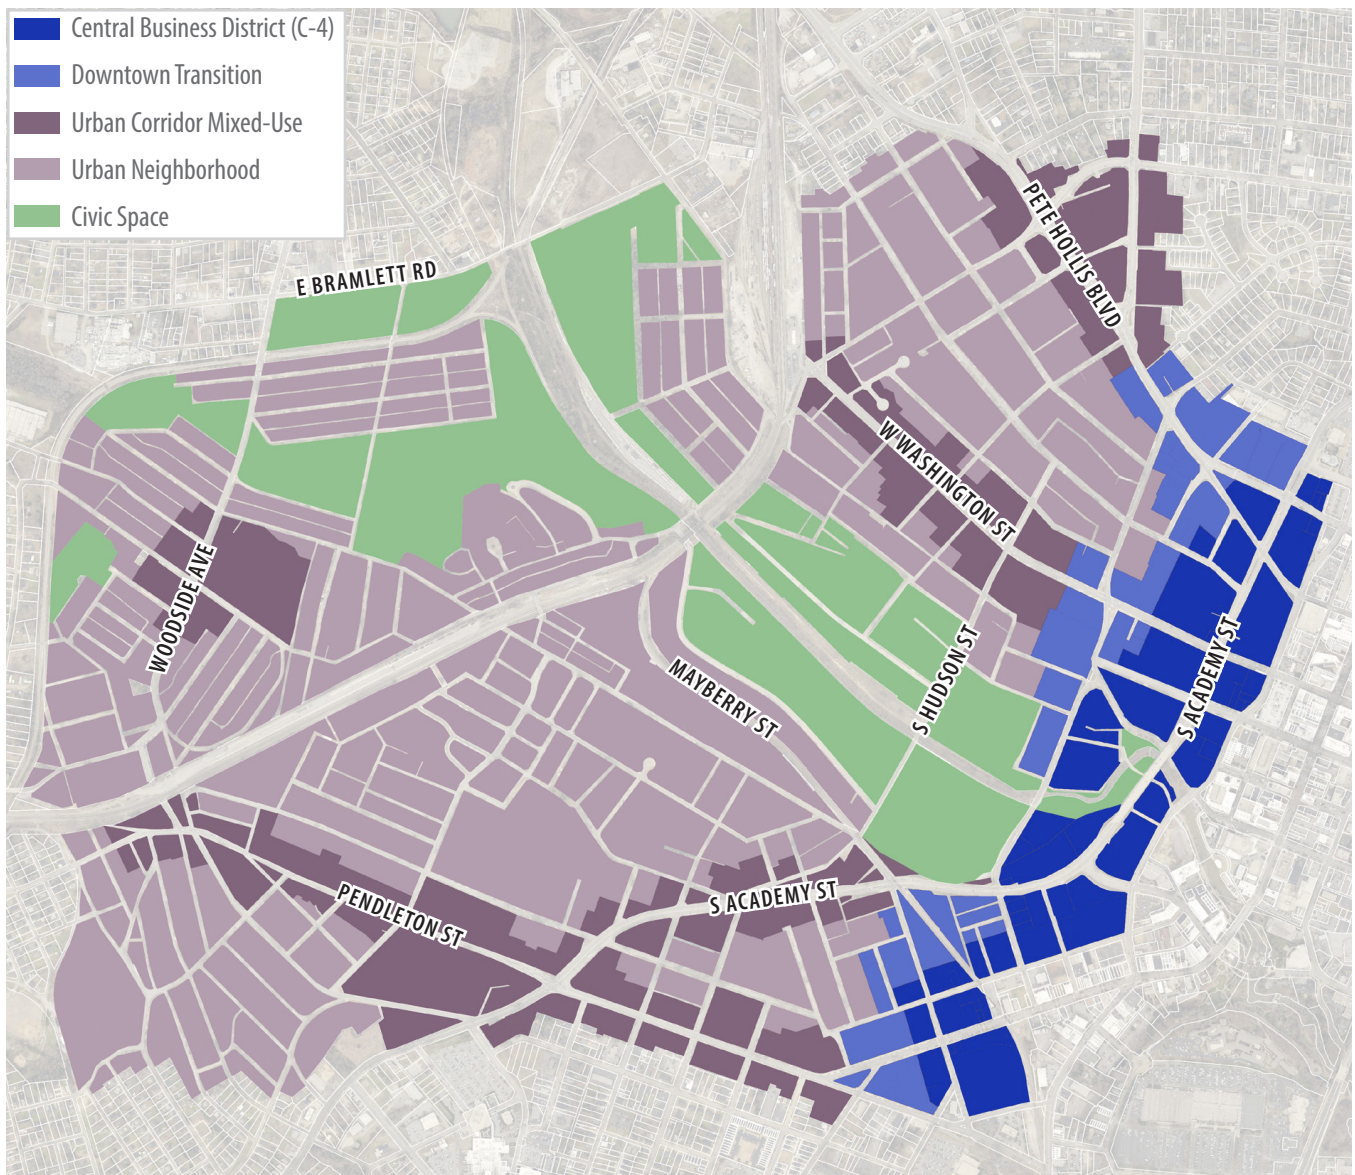 Central Business District (C-4)
Downtown Transition
Urban Corridor Mixed-Use
Urban Neighborhood
Civic Space
E BRAMLETT RD
PETE HOLLIS BLVD
W WASHINGTON ST
WOODSIDE AVE
S HUDSON ST
S ACADEMY ST
MAYBERRY ST
PENDLETON ST
S ACADEMY ST